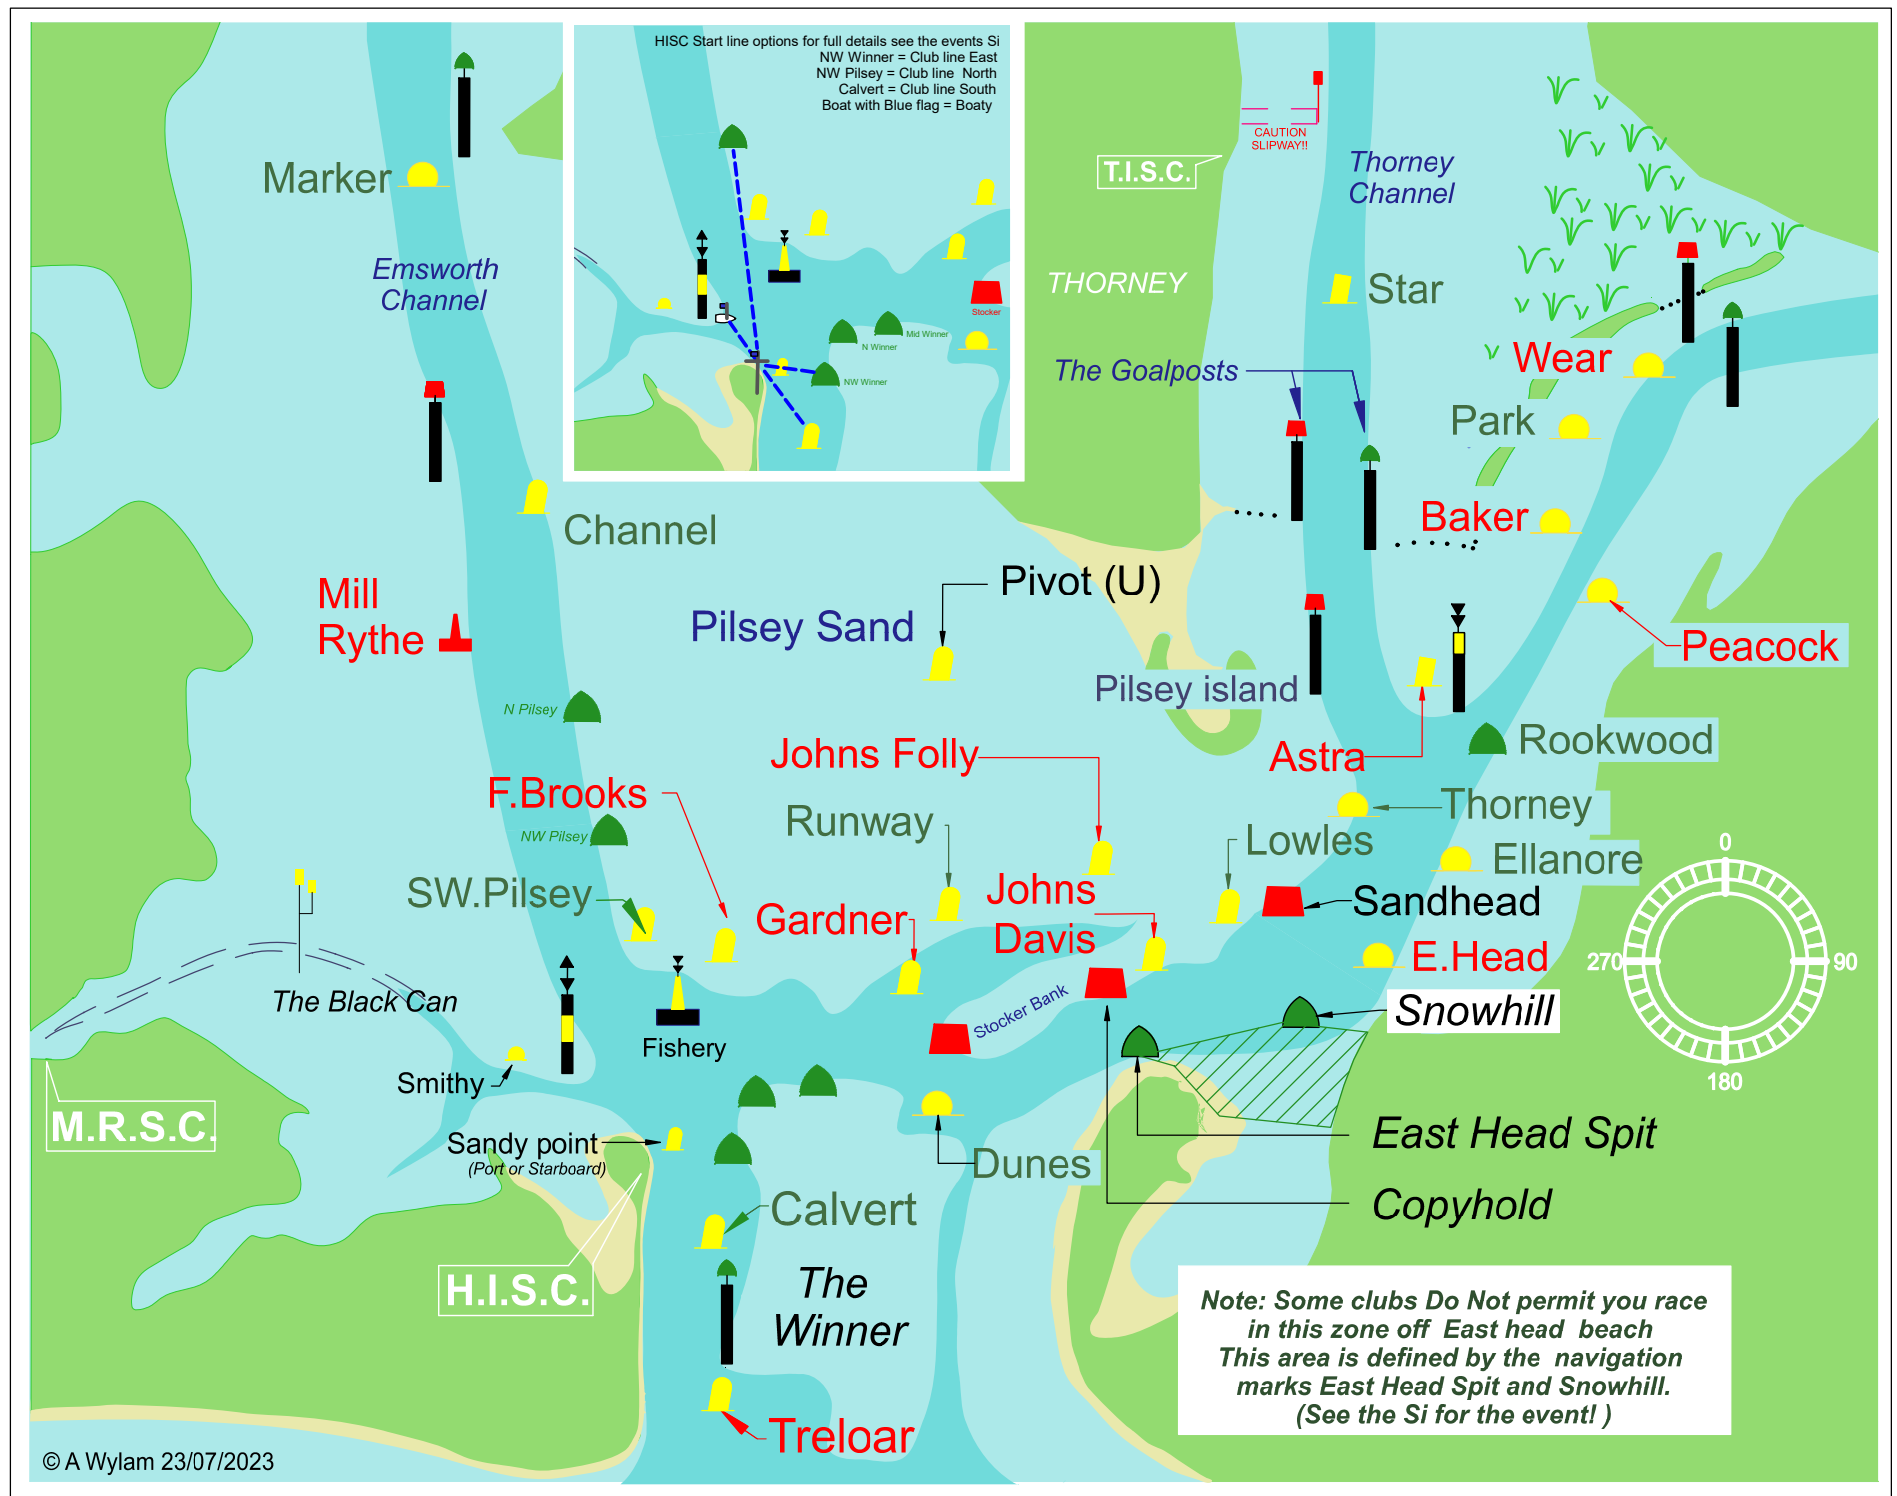 HISC Start line options for full details see the events Si
NW Winner = Club line East
NW Pilsey = Club line North
Calvert = Club line South
Boat with Blue flag = Boaty
Stocker
Mid Winner
N Winner
NW Winner
Marker
Emsworth
Channel
Channel
Mill
Rythe
CAUTION
SLIPWAY!!
T.I.S.C.
Thorney
Channel
THORNEY
Star
The Goalposts
Wear
Park
Baker
Pivot (U)
Pilsey Sand
Peacock
Pilsey island
N Pilsey
Johns Folly
Astra
Rookwood
F.Brooks
Runway
Thorney
NW Pilsey
Lowles
Ellanore
SW.Pilsey
Gardner
Johns
Davis
Sandhead
E.Head
0
270
90
180
The Black Can
Stocker Bank
Snowhill
Fishery
Smithy
M.R.S.C.
Sandy point
(Port or Starboard)
Dunes
East Head Spit
Calvert
Copyhold
H.I.S.C.
The
Winner
Treloar
Note: Some clubs Do Not permit you race
in this zone off East head beach
This area is defined by the navigation
marks East Head Spit and Snowhill.
(See the Si for the event! )
© A Wylam 23/07/2023